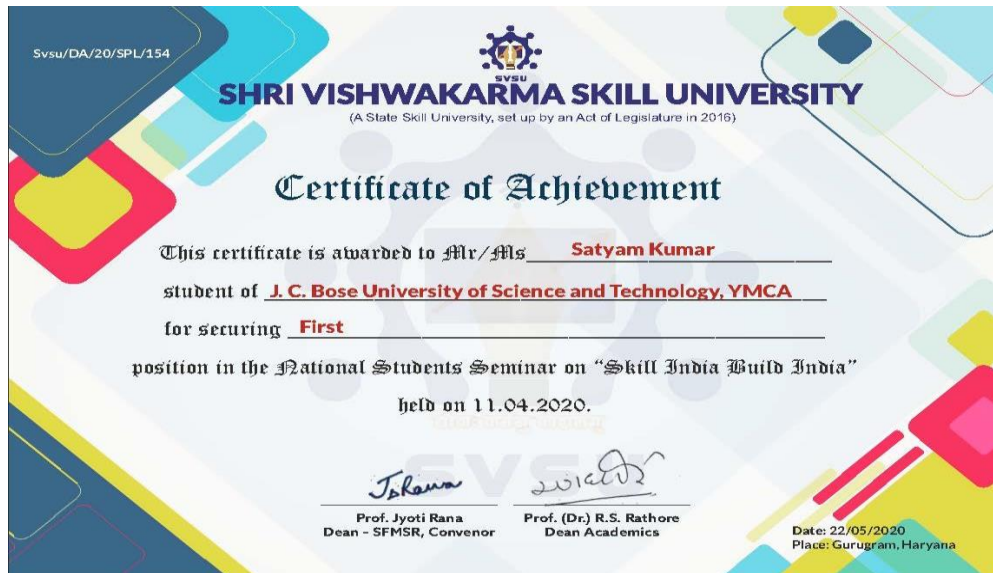 Svsu/DA/20/SPL/154
SVSU
SHRI VISHWAKARMA SKILL UNIVERSITY
(A State Skill University, set up by an Act of Legislature in 2016)
Certificate of Achievement
This certificate is awarded to Mr/Ms Satyam Kumar
student of J. C. Bose University of Science and Technology, YMCA
for securing First
position in the National Students Seminar on “Skill India Build India”
held on 11.04.2020.
SVSU
Prof. Jyoti Rana
Dean - SFMSR, Convenor
Prof. (Dr.) R.S. Rathore
Dean Academics
Date: 22/05/2020
Place: Gurugram, Haryana